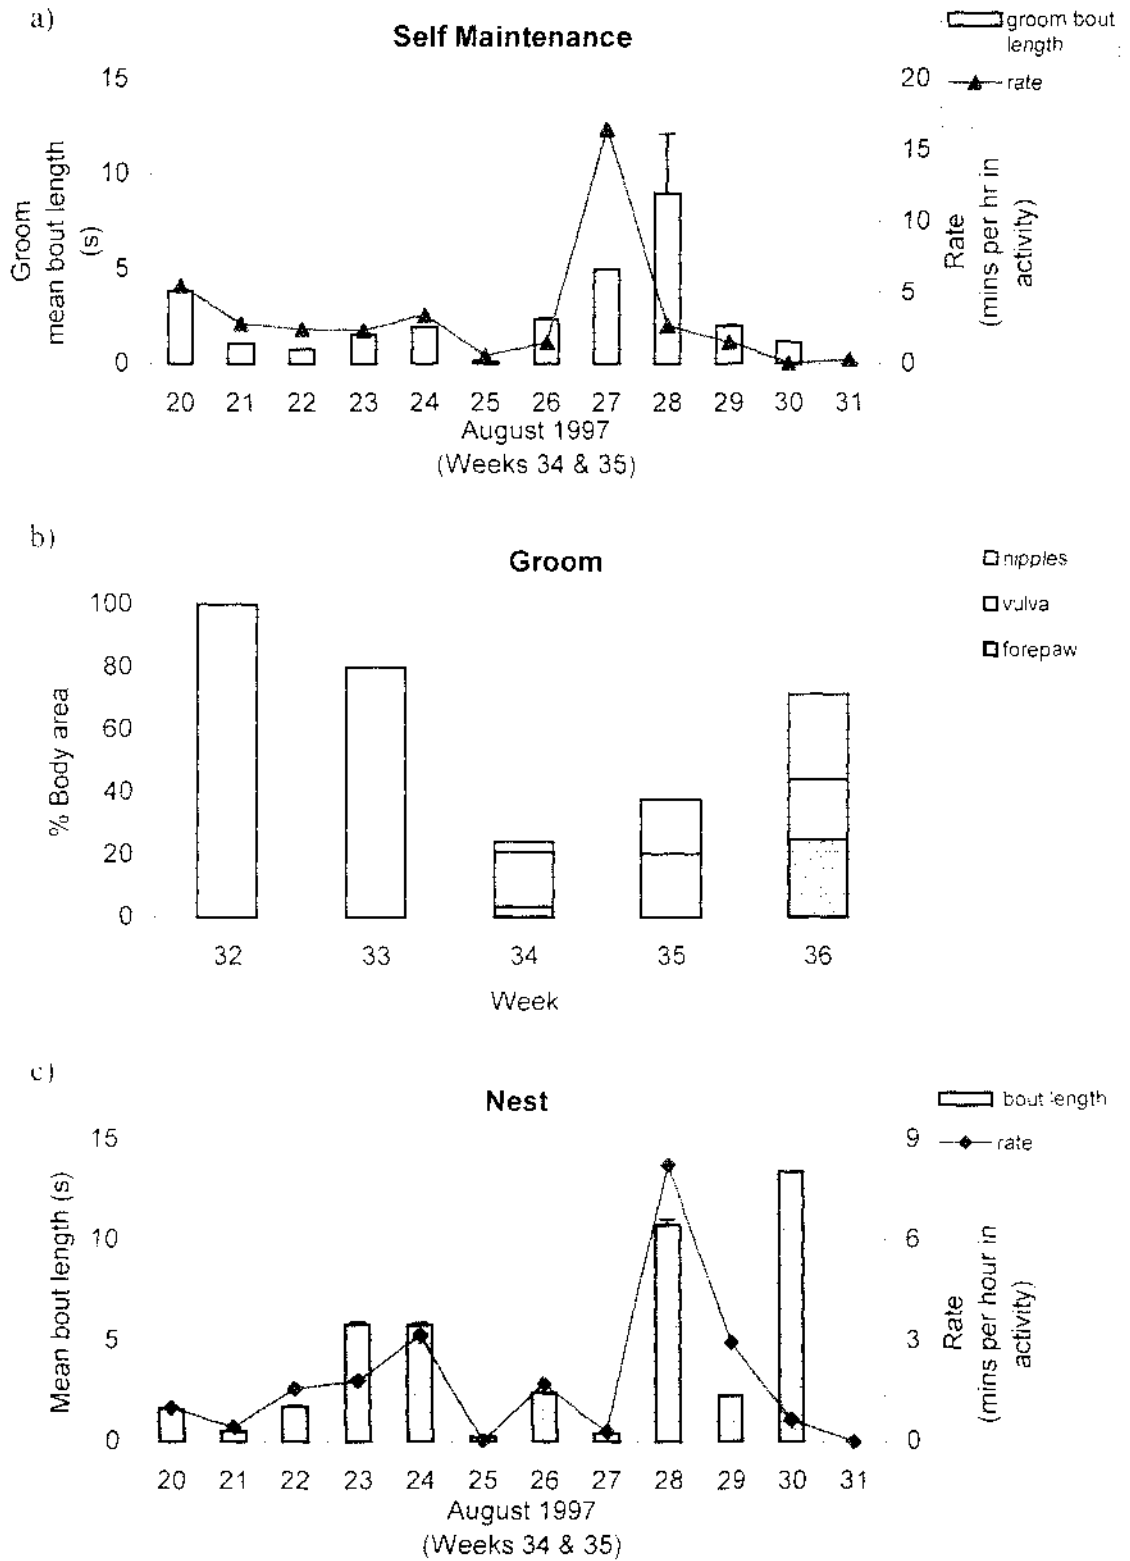 a)
Self Maintenance
groom bout
length
rate
Groom
mean bout length
(s)
15
10
5
0
20
15
10
5
0
Rate
(mins per hr in
activity)
20 21 22 23 24 25 26 27 28 29 30 31
August 1997
(Weeks 34 & 35)
b)
Groom
nipples
vulva
forepaw
% Body area
100
80
60
40
20
0
32 33 34 35 36
Week
c)
Nest
bout length
rate
Mean bout length (s)
15
10
5
0
9
6
3
0
Rate
(mins per hour in
activity)
20 21 22 23 24 25 26 27 28 29 30 31
August 1997
(Weeks 34 & 35)